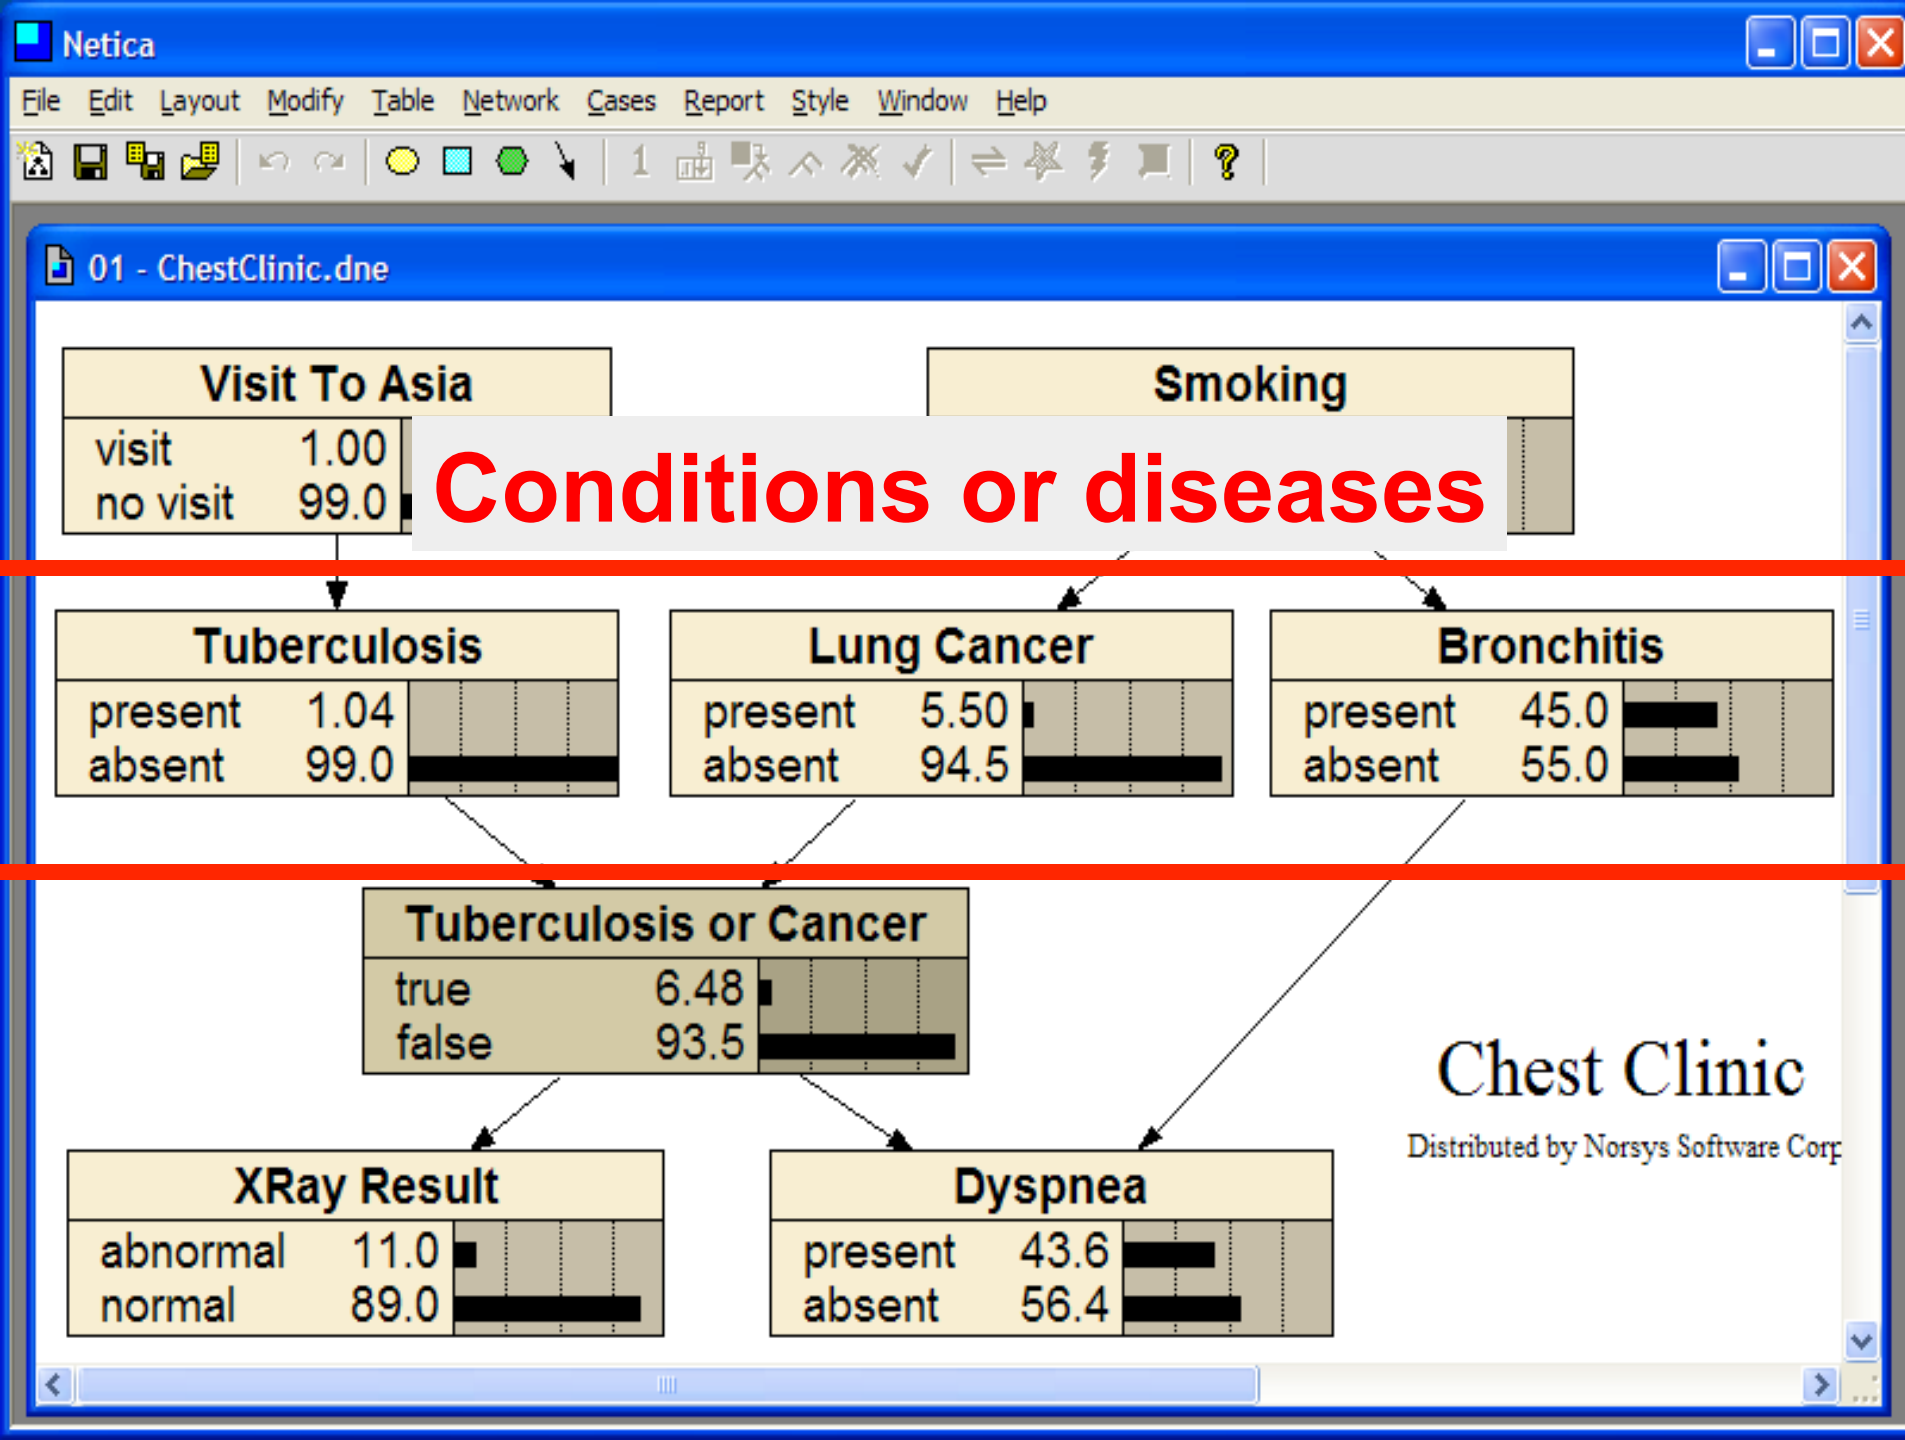 Netica
File Edit Layout Modify Table Network Cases Report Style Window Help
1 ?
01 - ChestClinic.dne
Visit To Asia
visit 1.00
no visit 99.0
Smoking
Conditions or diseases
Tuberculosis
present 1.04
absent 99.0
Lung Cancer
present 5.50
absent 94.5
Bronchitis
present 45.0
absent 55.0
Tuberculosis or Cancer
true 6.48
false 93.5
XRay Result
abnormal 11.0
normal 89.0
Dyspnea
present 43.6
absent 56.4
Chest Clinic
Distributed by Norsys Software Corp